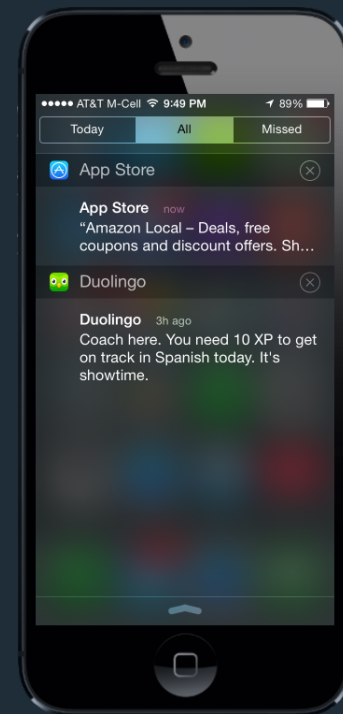 AT&T M-Cell 9:49 PM 89%
Today All Missed
App Store
App Store now
“Amazon Local – Deals, free
coupons and discount offers. Sh…
Duolingo
Duolingo 3h ago
Coach here. You need 10 XP to get
on track in Spanish today. It's
showtime.